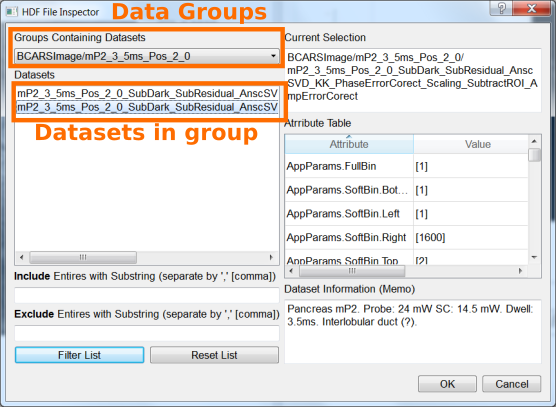 HDF File Inspector
Data Groups
Groups Containing Datasets
BCARSImage/mP2_3_5ms_Pos_2_0
Datasets
mP2_3_5ms_Pos_2_0_SubDark_SubResidual_AnscSV
mP2_3_5ms_Pos_2_0_SubDark_SubResidual_AnscSV
Datasets in group
Include Entires with Substring (separate by ',' [comma])
Exclude Entires with Substring (separate by ',' [comma])
Filter List
Reset List
Current Selection
BCARSImage/mP2_3_5ms_Pos_2_0/
mP2_3_5ms_Pos_2_0_SubDark_SubResidual_Ansc
SVD_KK_PhaseErrorCorect_Scaling_SubtractROI_A
mpErrorCorect
Atrribute Table
Attribute Value
AppParams.FullBin [1]
AppParams.SoftBin.Bot... [1]
AppParams.SoftBin.Left [1]
AppParams.SoftBin.Right [1600]
AppParams.SoftBin.Top [2]
Dataset Information (Memo)
Pancreas mP2. Probe: 24 mW SC: 14.5 mW. Dwell:
3.5ms. Interlobular duct (?).
OK
Cancel